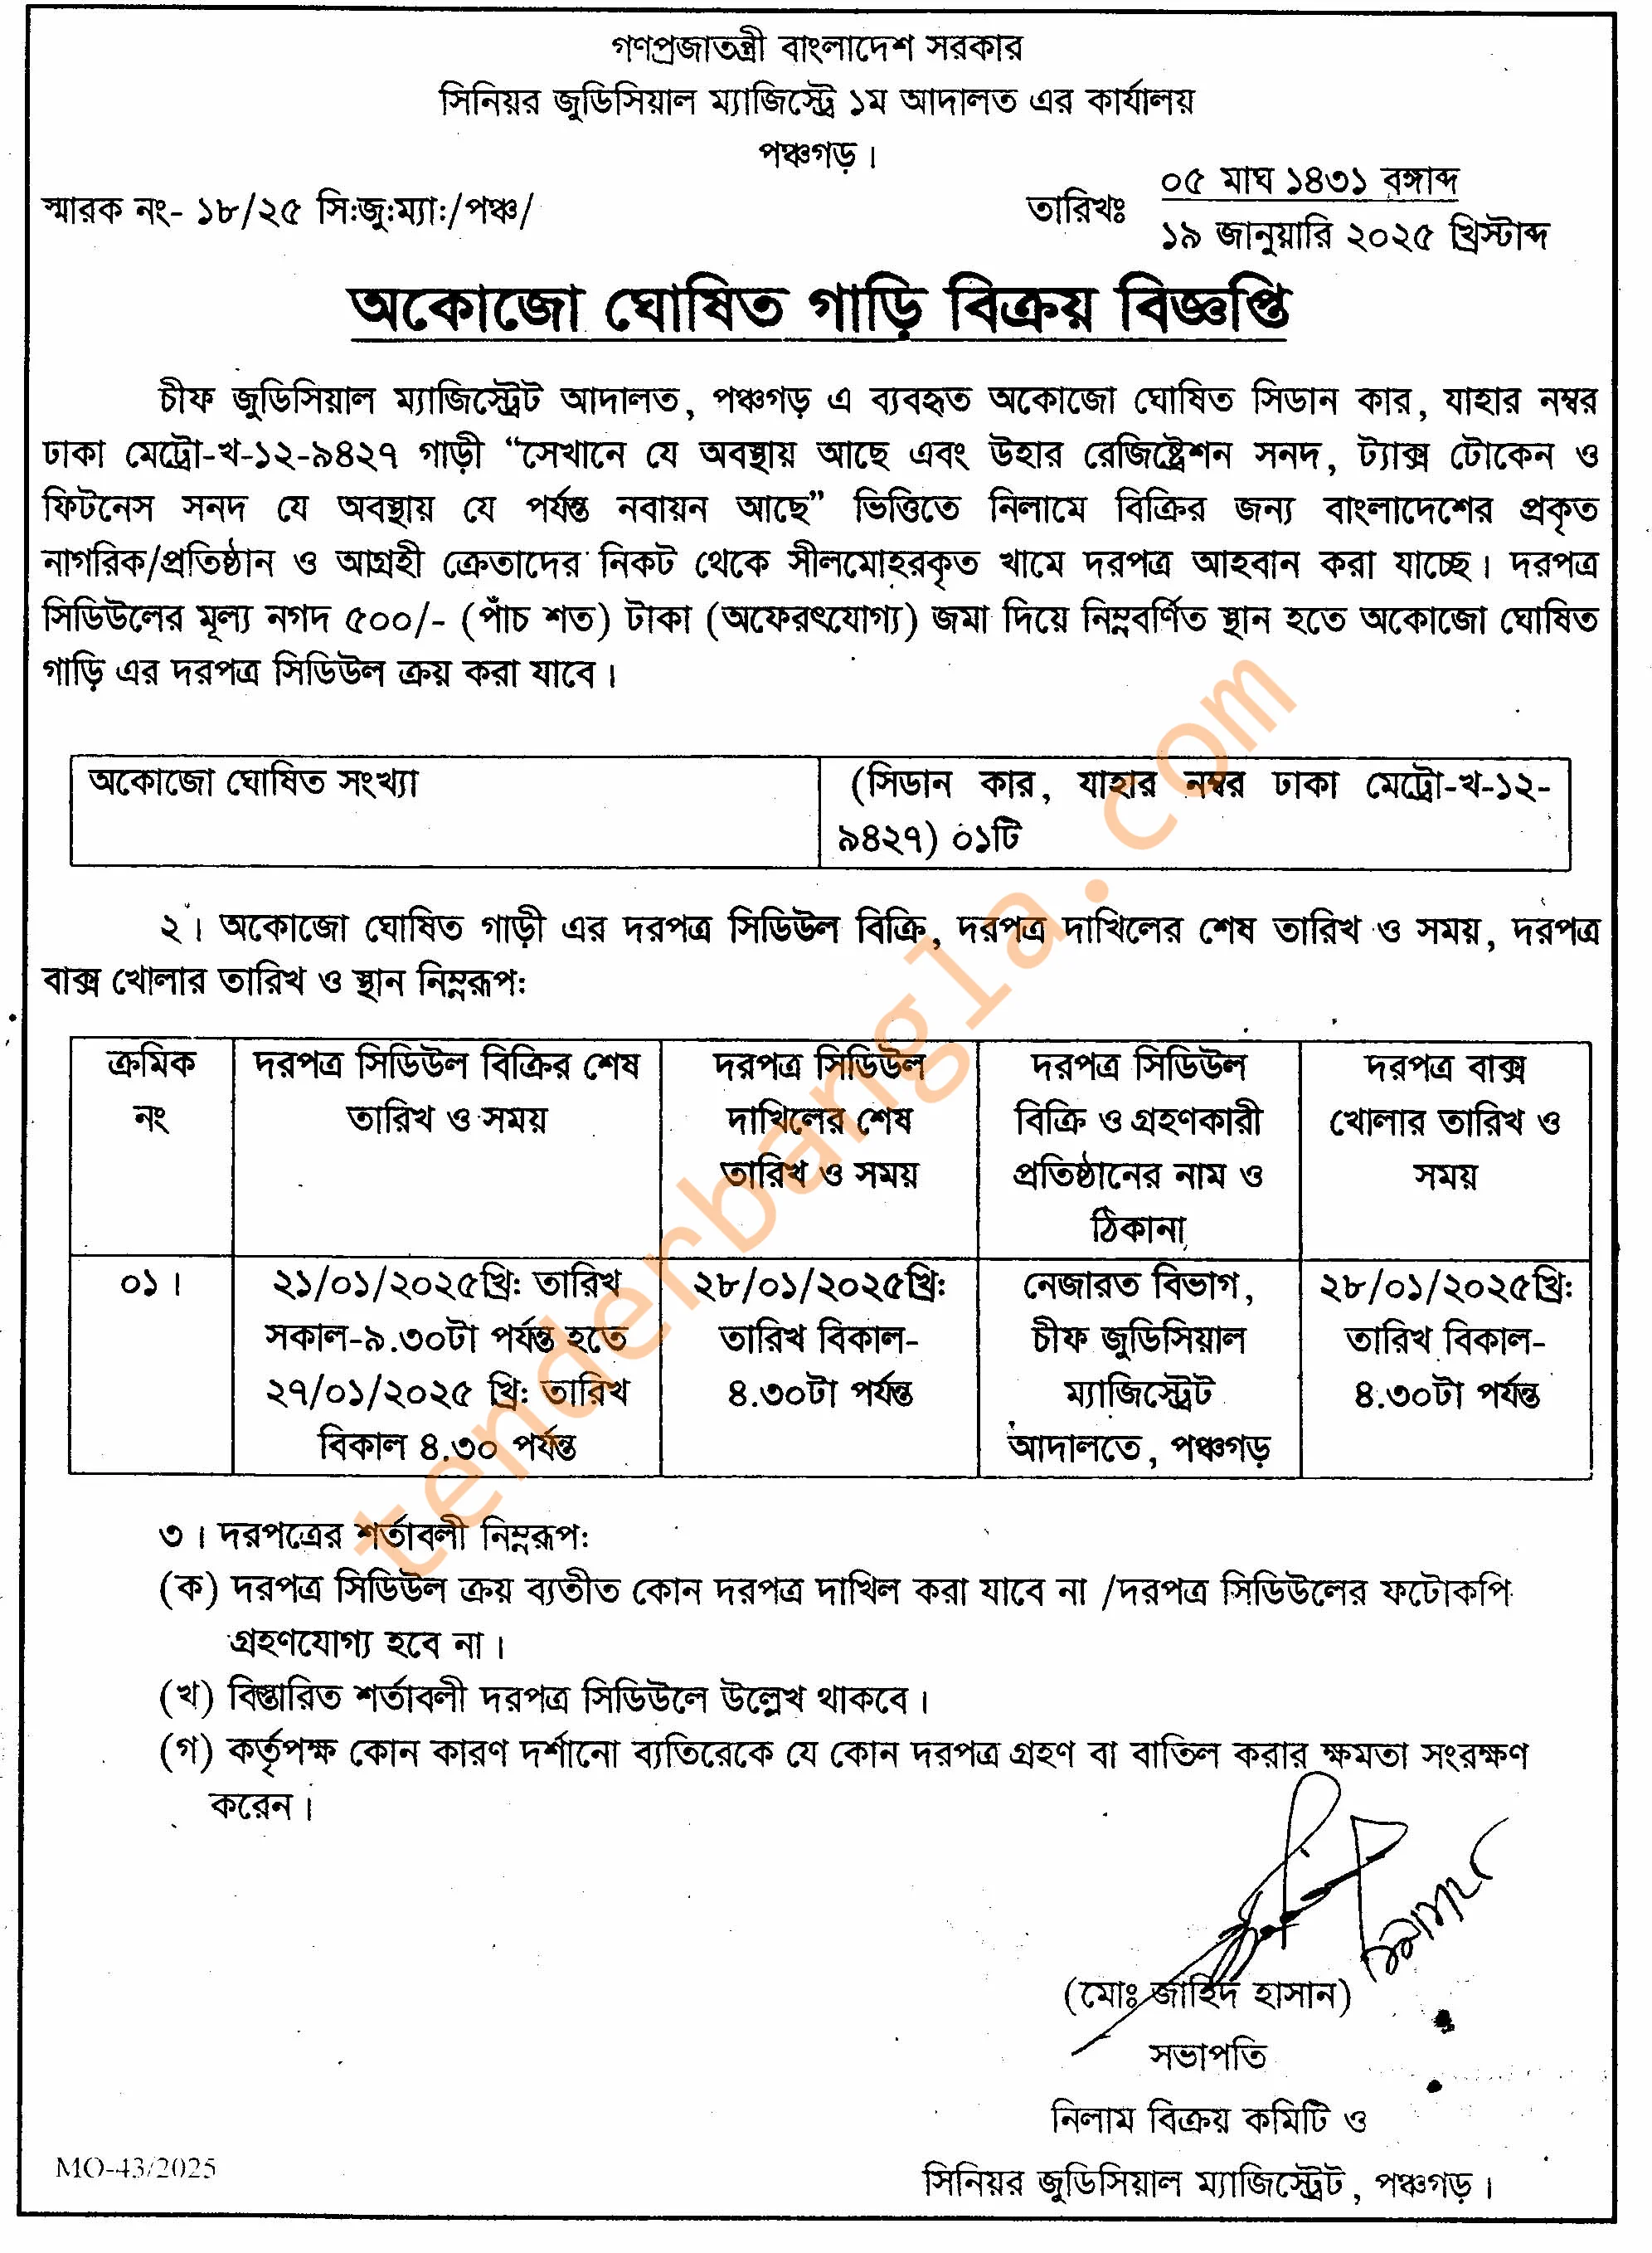 গণপ্রজাতন্ত্রী বাংলাদেশ সরকার
সিনিয়র জুডিসিয়াল ম্যাজিস্ট্রে ১ম আদালত এর কার্যালয়
পঞ্চগড়।
স্মারক নং- ১৮/২৫ সি:জু:ম্যা:/পঞ্চ/
তারিখঃ
০৫ মাঘ ১৪৩১ বঙ্গাব্দ
১৯ জানুয়ারি ২০২৫ খ্রিস্টাব্দ
অকোজো ঘোষিত গাড়ি বিক্রয় বিজ্ঞপ্তি
চীফ জুডিসিয়াল ম্যাজিস্ট্রেট আদালত, পঞ্চগড় এ ব্যবহৃত অকোজো ঘোষিত সিডান কার, যাহার নম্বর
ঢাকা মেট্রো-খ-১২-৯৪২৭ গাড়ী “সেখানে যে অবস্থায় আছে এবং উহার রেজিষ্ট্রেশন সনদ, ট্যাক্স টোকেন ও
ফিটনেস সনদ যে অবস্থায় যে পর্যন্ত নবায়ন আছে” ভিত্তিতে নিলামে বিক্রির জন্য বাংলাদেশের প্রকৃত
নাগরিক/প্রতিষ্ঠান ও আগ্রহী ক্রেতাদের নিকট থেকে সীলমোহরকৃত খামে দরপত্র আহবান করা যাচ্ছে। দরপত্র
সিডিউলের মূল্য নগদ ৫০০/- (পাঁচ শত) টাকা (অফেরৎযোগ্য) জমা দিয়ে নিম্নবর্ণিত স্থান হতে অকোজো ঘোষিত
গাড়ি এর দরপত্র সিডিউল ক্রয় করা যাবে।
অকোজো ঘোষিত সংখ্যা
(সিডান কার, যাহার নম্বর ঢাকা মেট্রো-খ-১২-
৯৪২৭) ০১টি
২। অকোজো ঘোষিত গাড়ী এর দরপত্র সিডিউল বিক্রি, দরপত্র দাখিলের শেষ তারিখ ও সময়, দরপত্র
বাক্স খোলার তারিখ ও স্থান নিম্নরূপ:
ক্রমিক
নং
দরপত্র সিডিউল বিক্রির শেষ
তারিখ ও সময়
দরপত্র সিডিউল
দাখিলের শেষ
তারিখ ও সময়
দরপত্র সিডিউল
বিক্রি ও গ্রহণকারী
প্রতিষ্ঠানের নাম ও
ঠিকানা
দরপত্র বাক্স
খোলার তারিখ ও
সময়
০১।
২১/০১/২০২৫খ্রি: তারিখ
সকাল-৯.৩০টা পর্যন্ত হতে
২৭/০১/২০২৫ খ্রি: তারিখ
বিকাল ৪.৩০ পর্যন্ত
২৮/০১/২০২৫খ্রি:
তারিখ বিকাল-
৪.৩০টা পর্যন্ত
নেজারত বিভাগ,
চীফ জুডিসিয়াল
ম্যাজিস্ট্রেট
আদালতে, পঞ্চগড়
২৮/০১/২০২৫খ্রি:
তারিখ বিকাল-
৪.৩০টা পর্যন্ত
৩। দরপত্রের শর্তাবলী নিম্নরূপ:
(ক) দরপত্র সিডিউল ক্রয় ব্যতীত কোন দরপত্র দাখিল করা যাবে না /দরপত্র সিডিউলের ফটোকপি
গ্রহণযোগ্য হবে না।
(খ) বিস্তারিত শর্তাবলী দরপত্র সিডিউলে উল্লেখ থাকবে।
(গ) কর্তৃপক্ষ কোন কারণ দর্শানো ব্যতিরেকে যে কোন দরপত্র গ্রহণ বা বাতিল করার ক্ষমতা সংরক্ষণ
করেন।
(মোঃ জাহিদ হাসান)
সভাপতি
নিলাম বিক্রয় কমিটি ও
সিনিয়র জুডিসিয়াল ম্যাজিস্ট্রেট, পঞ্চগড়।
MO-43/2025
tenderbangla.com